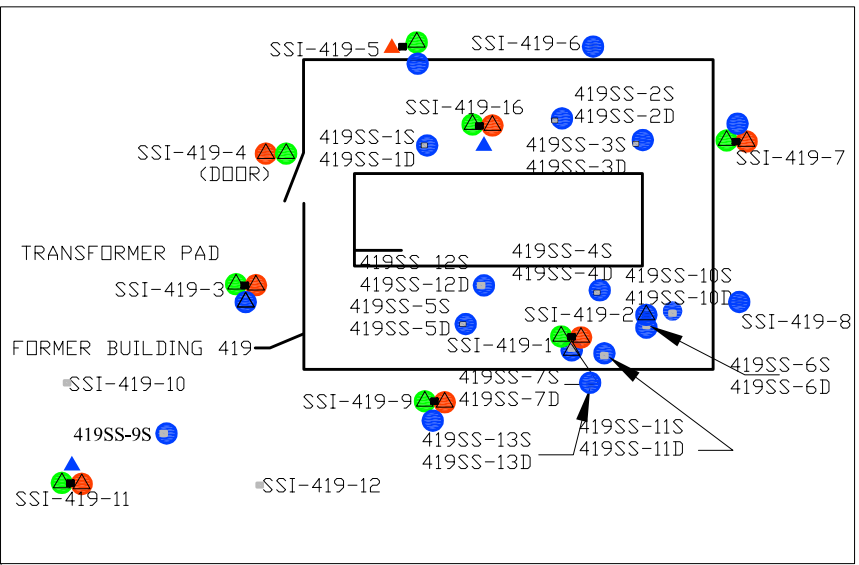 SSI-419-5
SSI-419-6
419SS-2S
419SS-2D
SSI-419-16
419SS-1S
419SS-1D
419SS-3S
419SS-3D
SSI-419-7
SSI-419-4
(DOOR)
TRANSFORMER PAD
SSI-419-3
419SS-12S
419SS-12D
419SS-4S
419SS-4D
419SS-10S
419SS-10D
419SS-5S
419SS-5D
SSI-419-2
SSI-419-8
FORMER BUILDING 419
SSI-419-1
419SS-6S
419SS-6D
SSI-419-10
419SS-7S
419SS-7D
SSI-419-9
419SS-9S
419SS-13S
419SS-13D
419SS-11S
419SS-11D
SSI-419-11
SSI-419-12